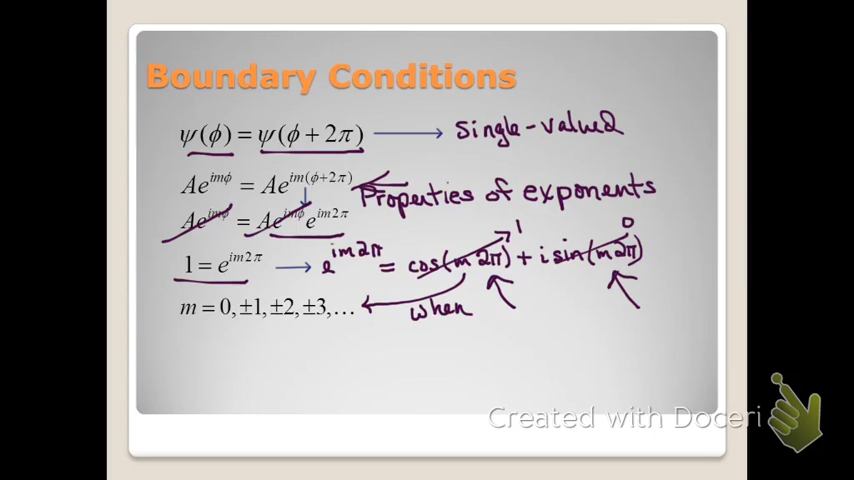 Boundary Conditions
ψ(ϕ) = ψ(ϕ + 2π) → single-valued
Ae^{imϕ} = Ae^{im(ϕ+2π)} ← Properties of exponents
Ae^{imϕ} = Ae^{imϕ}e^{im2π}
1 = e^{im2π} → e^{im2π} = cos(m2π) + i sin(m2π)
1 0
m = 0, ±1, ±2, ±3, … ← when
Created with Doceri